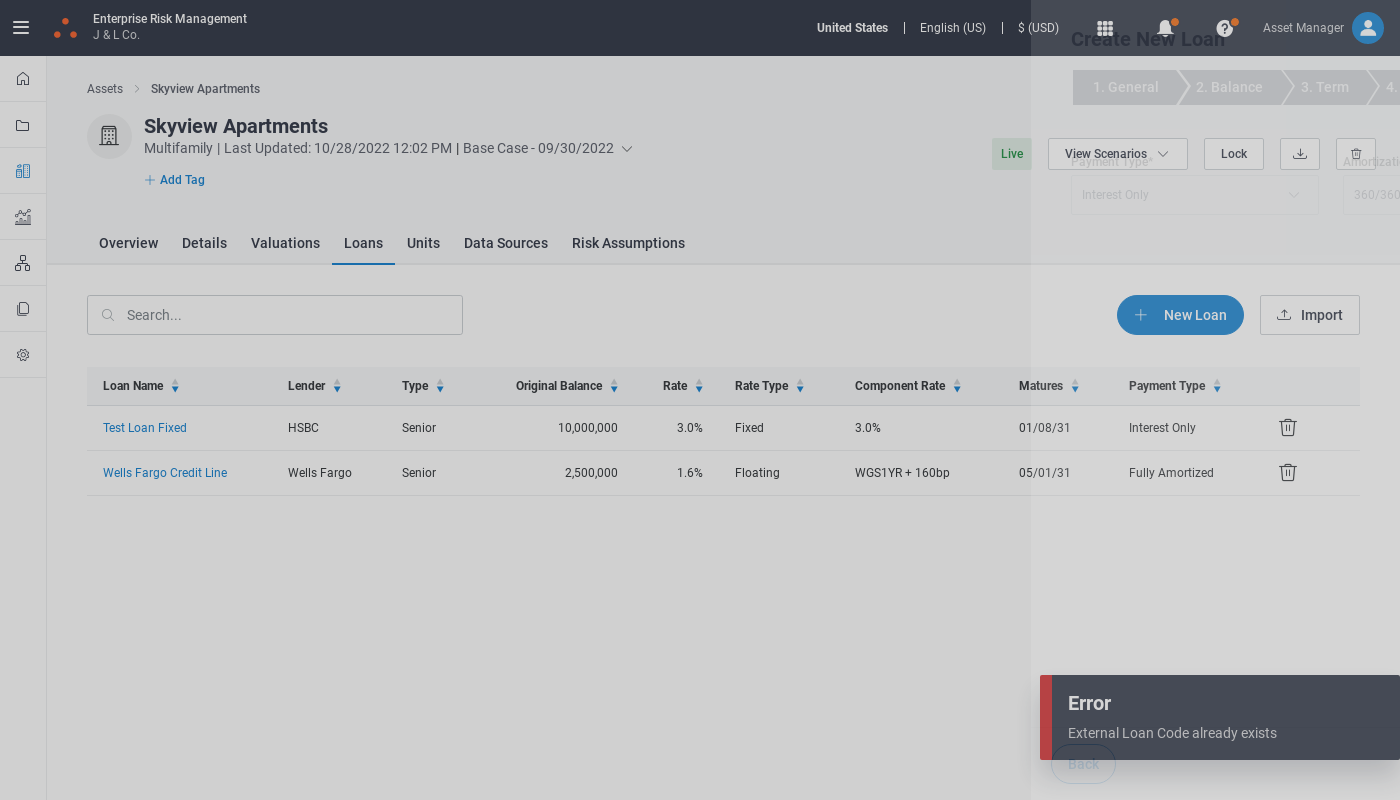 Enterprise Risk Management
J & L Co.
United States
English (US)
$ (USD)
Asset Manager
Create New Loan
1. General
2. Balance
3. Term
4.
Assets
Skyview Apartments
Skyview Apartments
Multifamily | Last Updated: 10/28/2022 12:02 PM | Base Case - 09/30/2022
Add Tag
Live
View Scenarios
Lock
Payment Type*
Interest Only
360/360
Overview
Details
Valuations
Loans
Units
Data Sources
Risk Assumptions
Search...
New Loan
Import
Loan Name Lender Type Original Balance Rate Rate Type Component Rate Matures Payment Type
Test Loan Fixed HSBC Senior 10,000,000 3.0% Fixed 3.0% 01/08/31 Interest Only
Wells Fargo Credit Line Wells Fargo Senior 2,500,000 1.6% Floating WGS1YR + 160bp 05/01/31 Fully Amortized
Error
External Loan Code already exists
Back